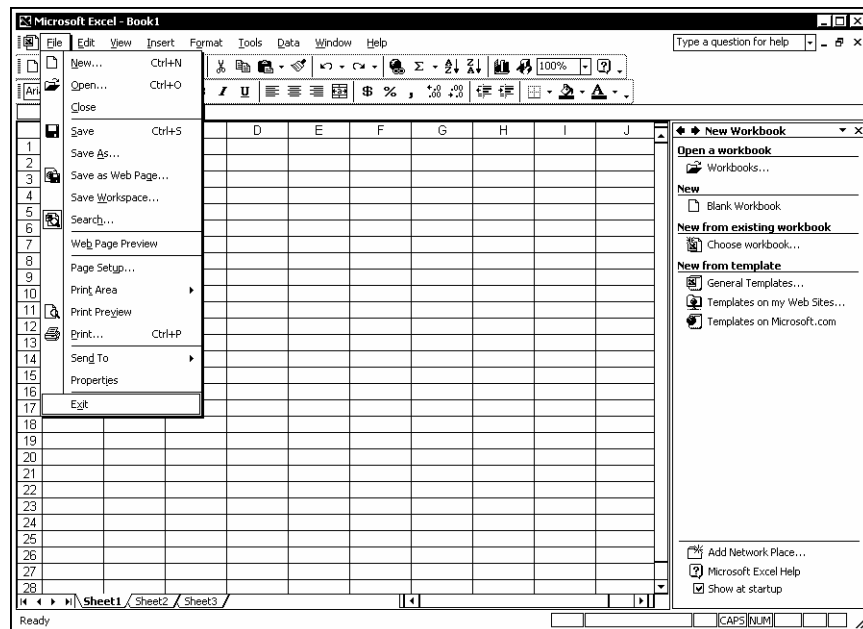 Microsoft Excel - Book1
File Edit View Insert Format Tools Data Window Help
Type a question for help
100%
Ari
B I U $ % ,
New... Ctrl+N
Open... Ctrl+O
Close
Save Ctrl+S
Save As...
Save as Web Page...
Save Workspace...
Search...
Web Page Preview
Page Setup...
Print Area
Print Preview
Print... Ctrl+P
Send To
Properties
Exit
D E F G H I J
1
2
3
4
5
6
7
8
9
10
11
12
13
14
15
16
17
18
19
20
21
22
23
24
25
26
27
28
New Workbook
Open a workbook
Workbooks...
New
Blank Workbook
New from existing workbook
Choose workbook...
New from template
General Templates...
Templates on my Web Sites...
Templates on Microsoft.com
Add Network Place...
Microsoft Excel Help
Show at startup
Sheet1 Sheet2 Sheet3
Ready
CAPS NUM